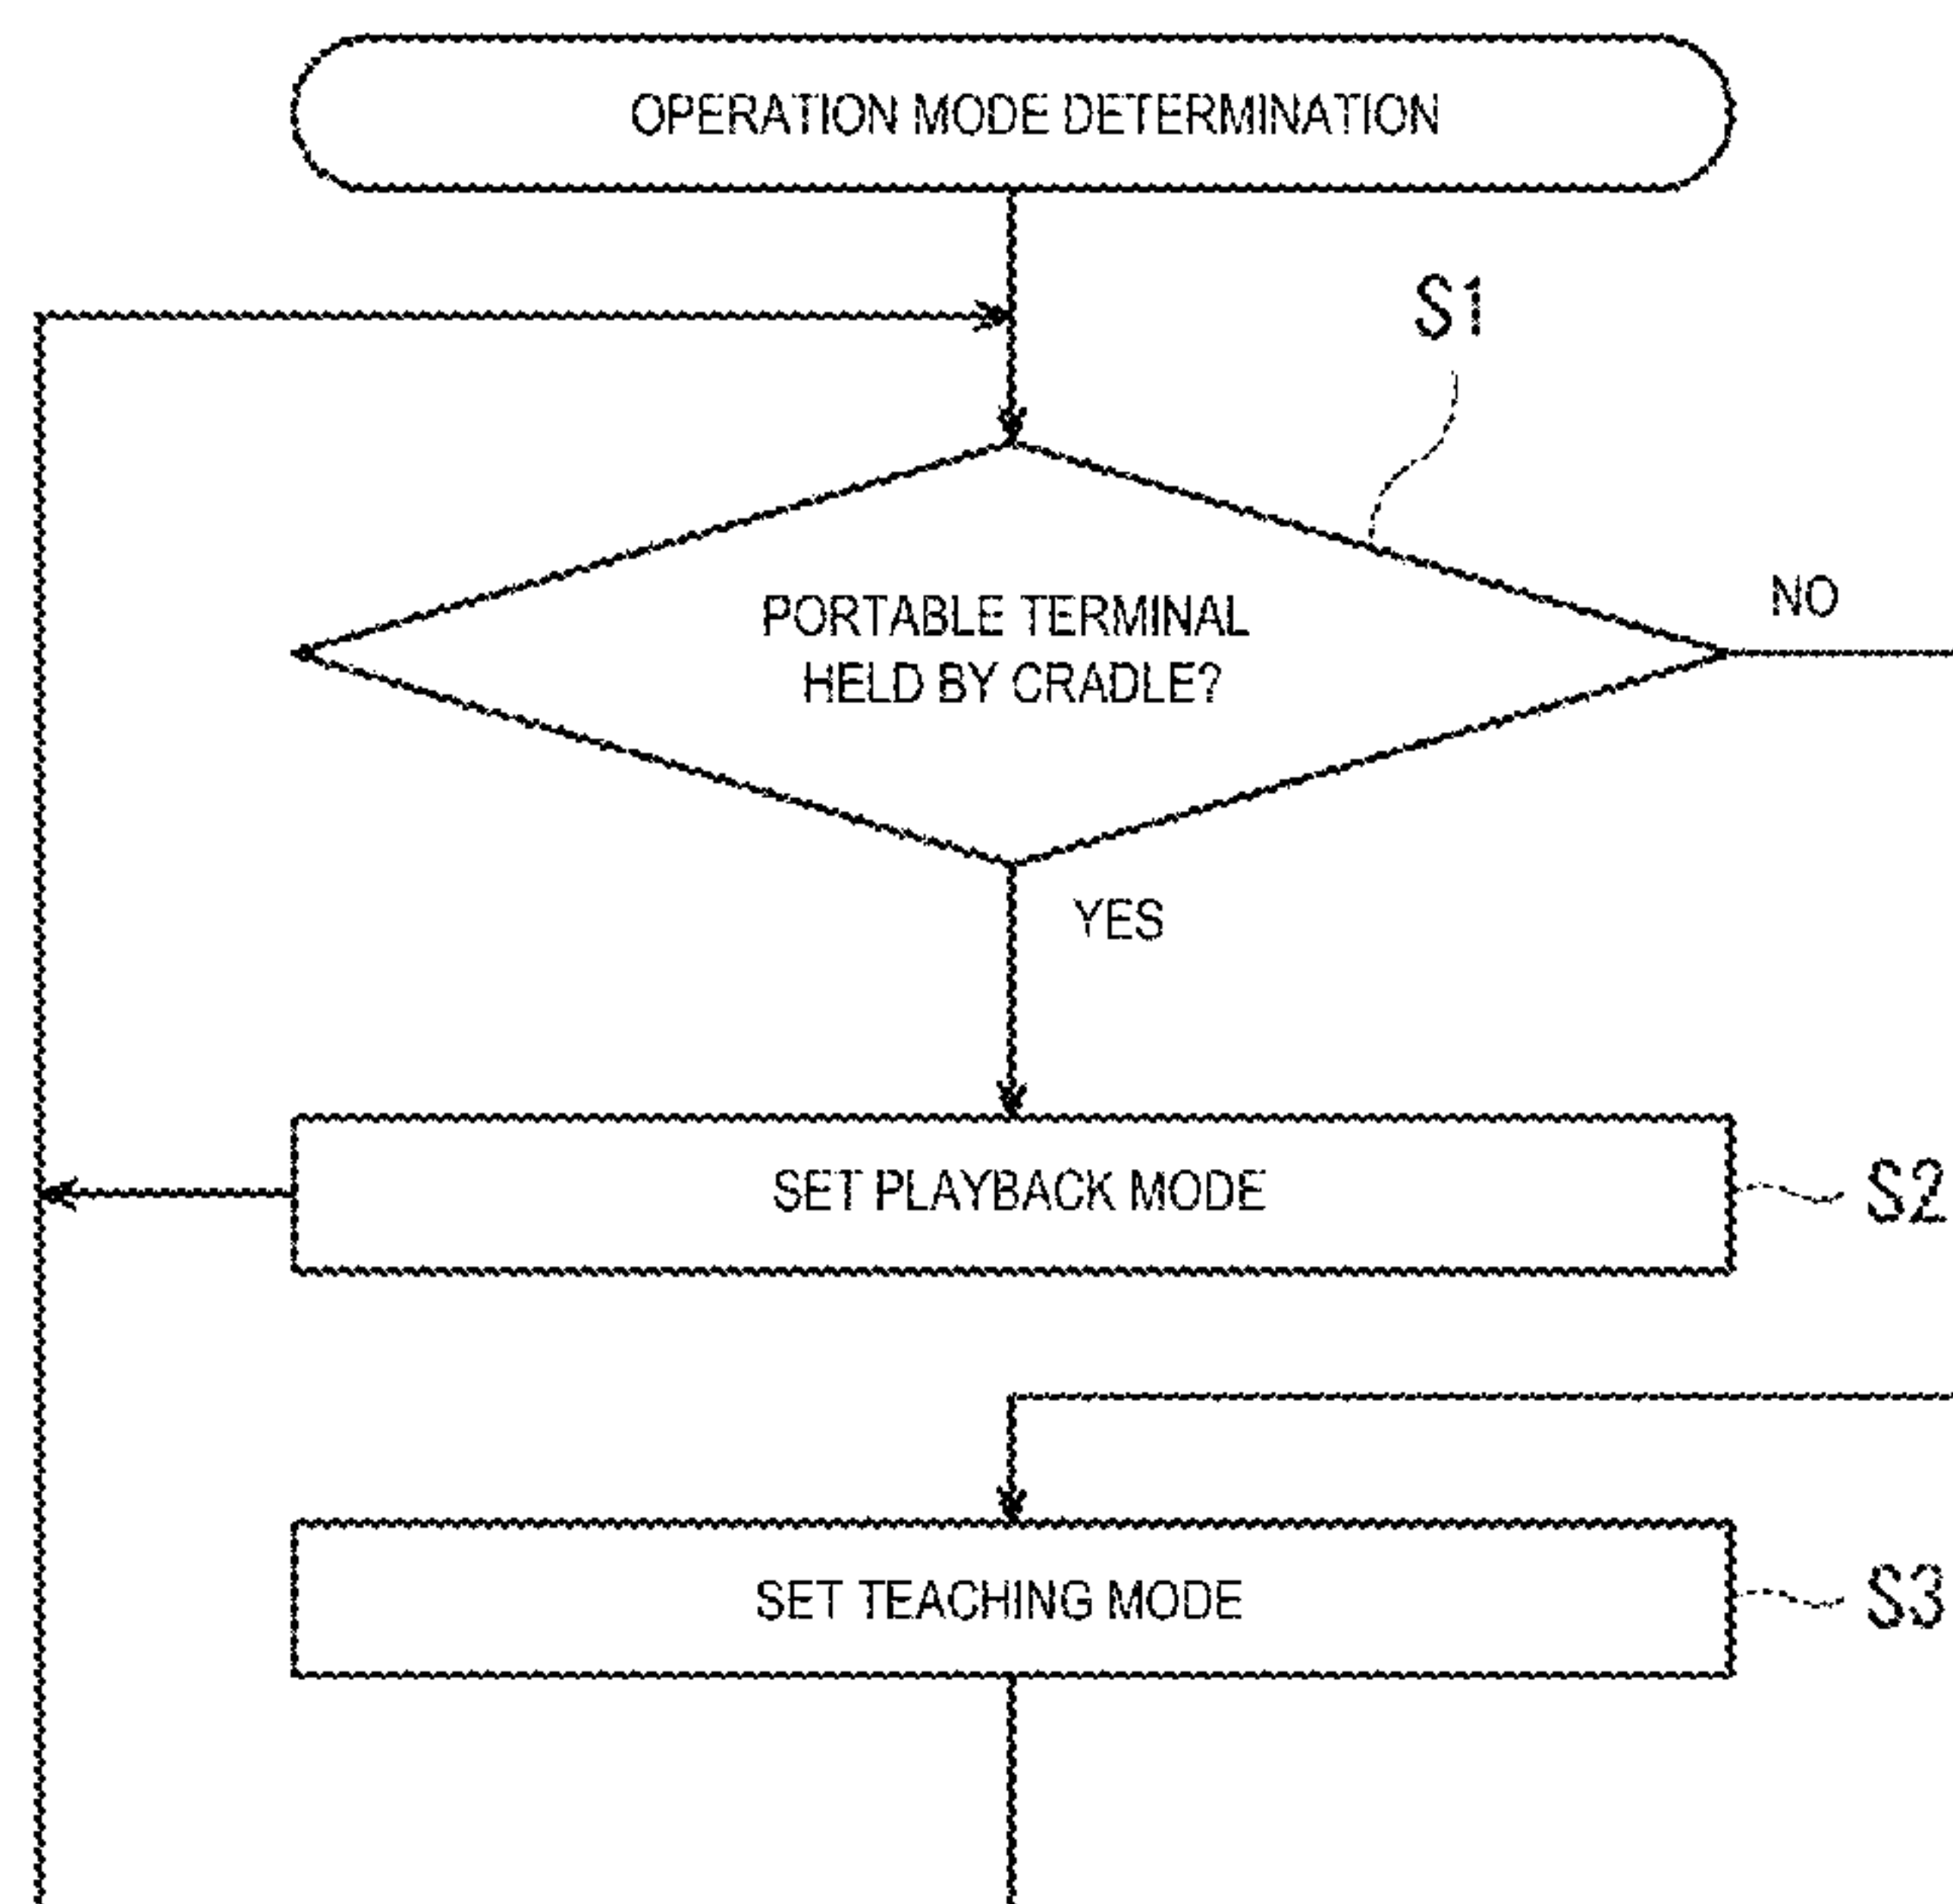 OPERATION MODE DETERMINATION
S1
PORTABLE TERMINAL
HELD BY CRADLE?
NO
YES
SET PLAYBACK MODE
S2
SET TEACHING MODE
S3